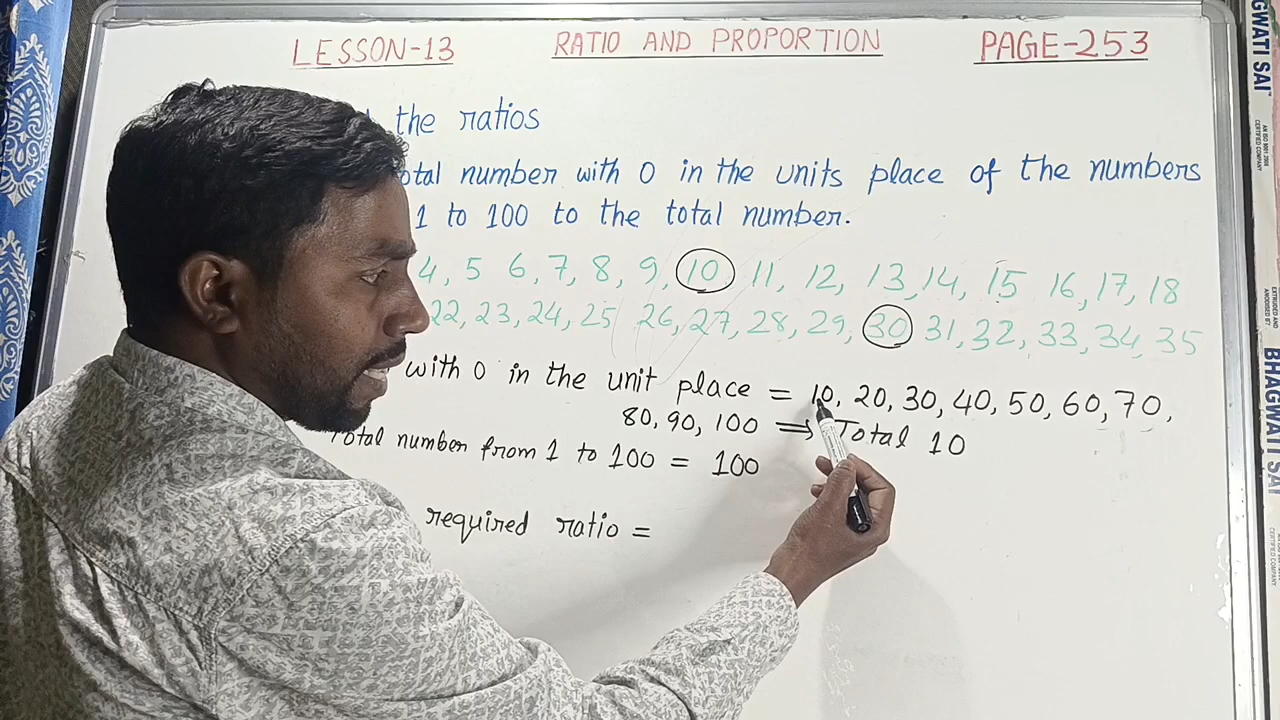 LESSON-13 RATIO AND PROPORTION PAGE-253
the ratios
otal number with 0 in the units place of the numbers
1 to 100 to the total number.
4, 5 6, 7, 8, 9, 10 11, 12, 13, 14, 15 16, 17, 18
22, 23, 24, 25 26, 27, 28, 29, 30 31, 32, 33, 34, 35
with 0 in the unit place = 10, 20, 30, 40, 50, 60, 70,
80, 90, 100 ⇒ Total 10
Total number from 1 to 100 = 100
required ratio =
GWATI SAI
BHAGWATI SAI